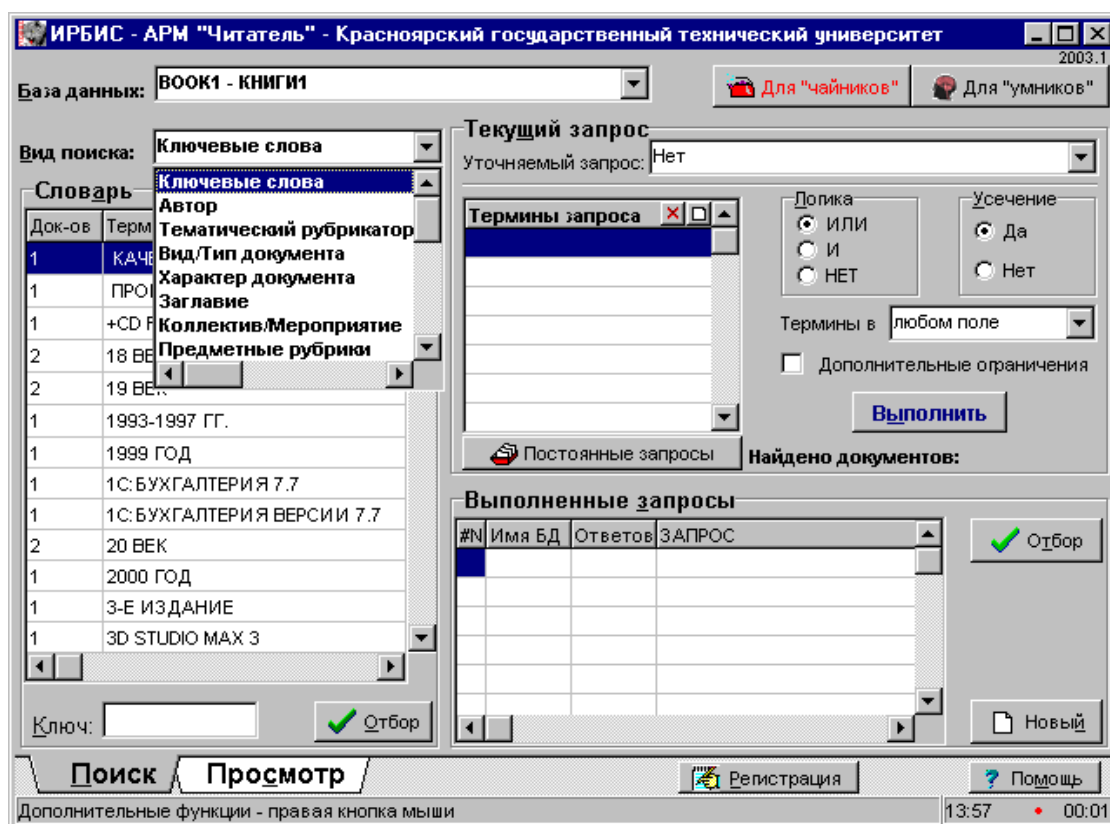 ИРБИС - АРМ "Читатель" - Красноярский государственный технический университет
2003.1
База данных: BOOK1 - КНИГИ1
Для "чайников" Для "умников"
Вид поиска: Ключевые слова
Ключевые слова
Автор
Тематический рубрикатор
Вид/Тип документа
Характер документа
Заглавие
Коллектив/Мероприятие
Предметные рубрики
Словарь
Док-ов Терм
1 КАЧЕ
1 ПРО
1 +CD
2 18 ВЕ
2 19 ВЕК
1 1993-1997 ГГ.
1 1999 ГОД
1 1С:БУХГАЛТЕРИЯ 7.7
1 1С:БУХГАЛТЕРИЯ ВЕРСИИ 7.7
2 20 ВЕК
1 2000 ГОД
1 3-Е ИЗДАНИЕ
1 3D STUDIO MAX 3
Ключ: Отбор
Текущий запрос
Уточняемый запрос: Нет
Термины запроса
Логика
ИЛИ
И
НЕТ
Усечение
Да
Нет
Термины в любом поле
Дополнительные ограничения
Выполнить
Постоянные запросы Найдено документов:
Выполненные запросы
#N Имя БД Ответов ЗАПРОС
Отбор
Новый
Поиск Просмотр Регистрация Помощь
Дополнительные функции - правая кнопка мыши 13:57 00:01